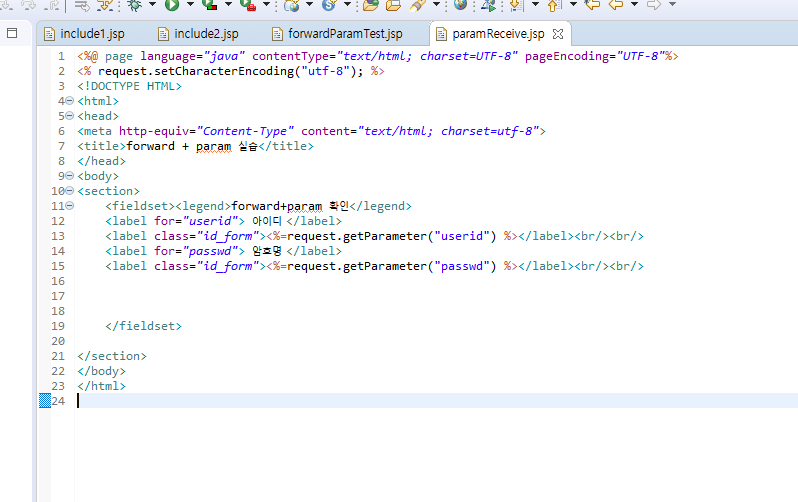 include1.jsp include2.jsp forwardParamTest.jsp paramReceive.jsp
1 <%@ page language="java" contentType="text/html; charset=UTF-8" pageEncoding="UTF-8"%>
2 <% request.setCharacterEncoding("utf-8"); %>
3 <!DOCTYPE HTML>
4 <html>
5 <head>
6 <meta http-equiv="Content-Type" content="text/html; charset=utf-8">
7 <title>forward + param 실습</title>
8 </head>
9 <body>
10 <section>
11 <fieldset><legend>forward+param 확인</legend>
12 <label for="userid"> 아이디 </label>
13 <label class="id_form"><%=request.getParameter("userid") %></label><br/><br/>
14 <label for="passwd"> 암호명 </label>
15 <label class="id_form"><%=request.getParameter("passwd") %></label><br/><br/>
16
17
18
19 </fieldset>
20
21 </section>
22 </body>
23 </html>
24